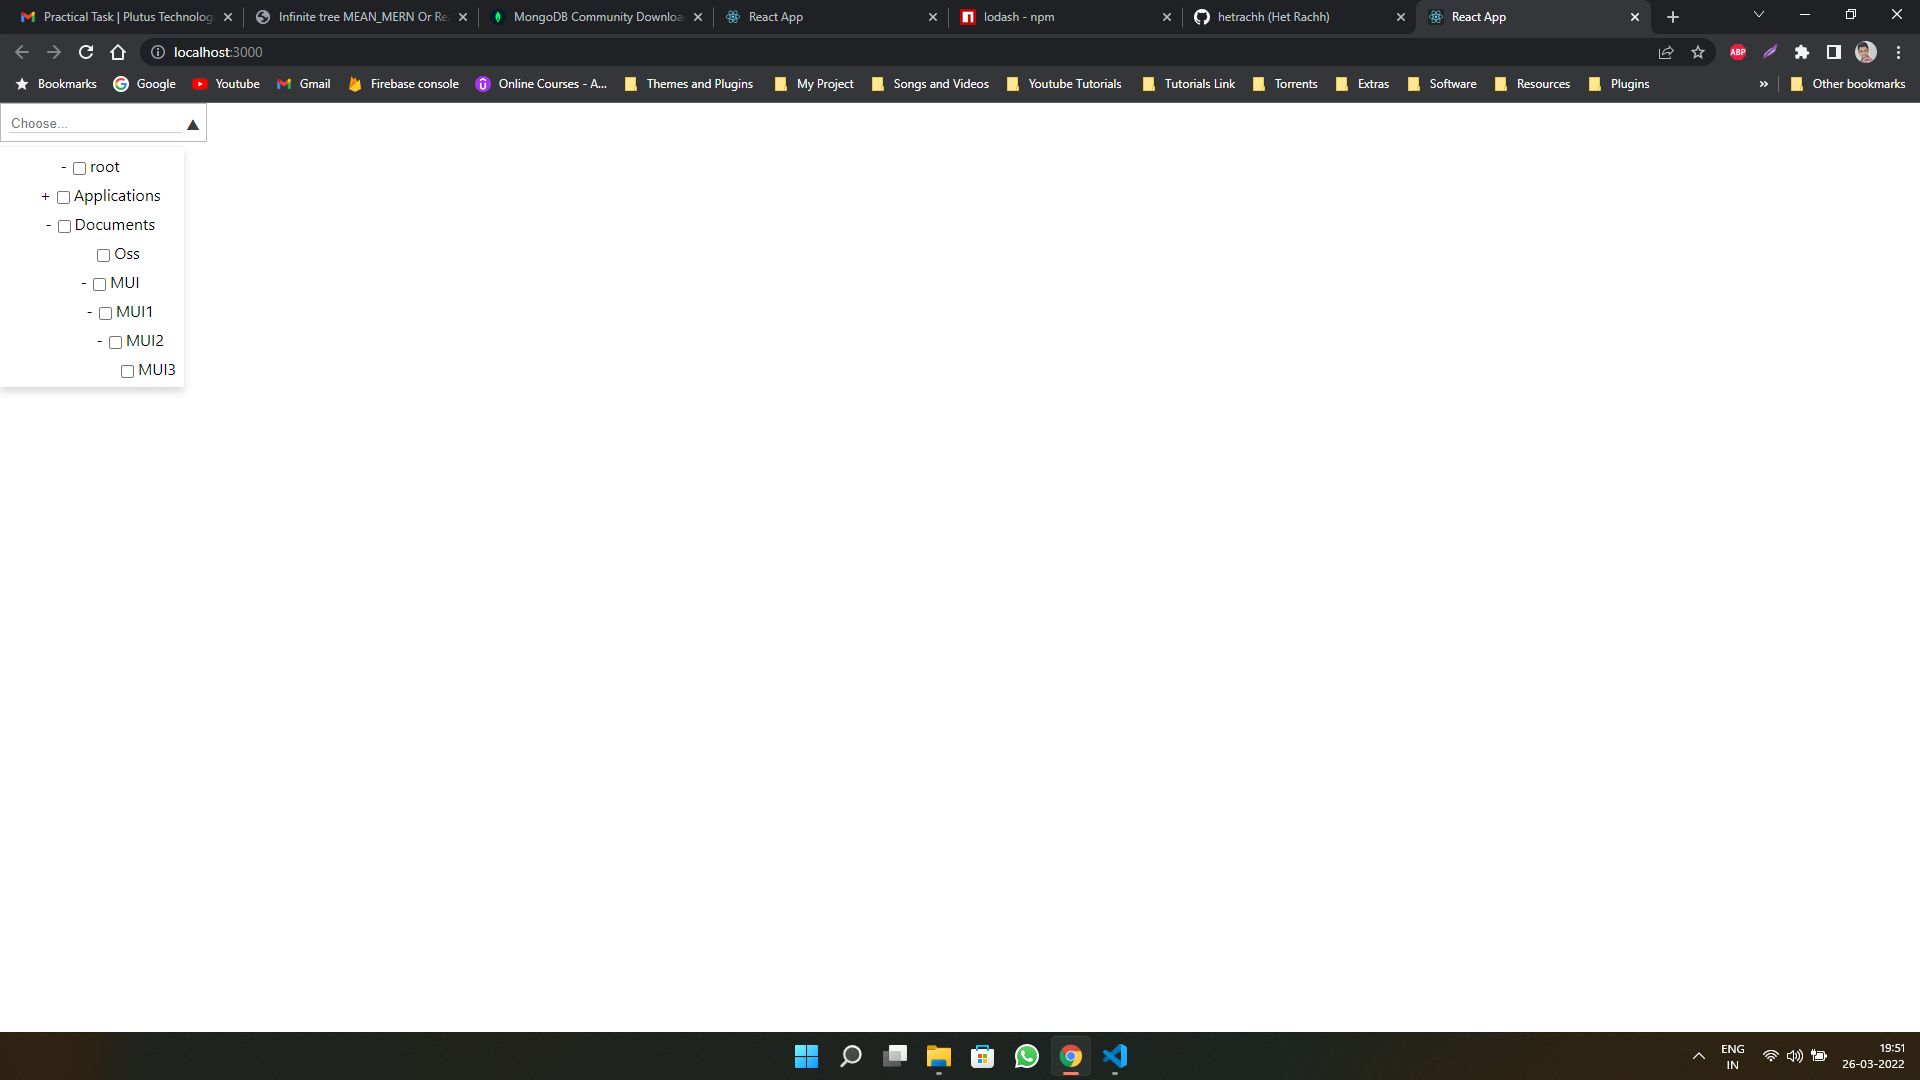 Practical Task | Plutus Technolog
Infinite tree MEAN_MERN Or Re
MongoDB Community Downloa
React App
lodash - npm
hetrachh (Het Rachh)
React App
localhost:3000
ABP
Bookmarks
Google
Youtube
Gmail
Firebase console
Online Courses - A...
Themes and Plugins
My Project
Songs and Videos
Youtube Tutorials
Tutorials Link
Torrents
Extras
Software
Resources
Plugins
»
Other bookmarks
Choose...
- root
+ Applications
- Documents
Oss
- MUI
- MUI1
- MUI2
MUI3
ENG
IN
19:51
26-03-2022